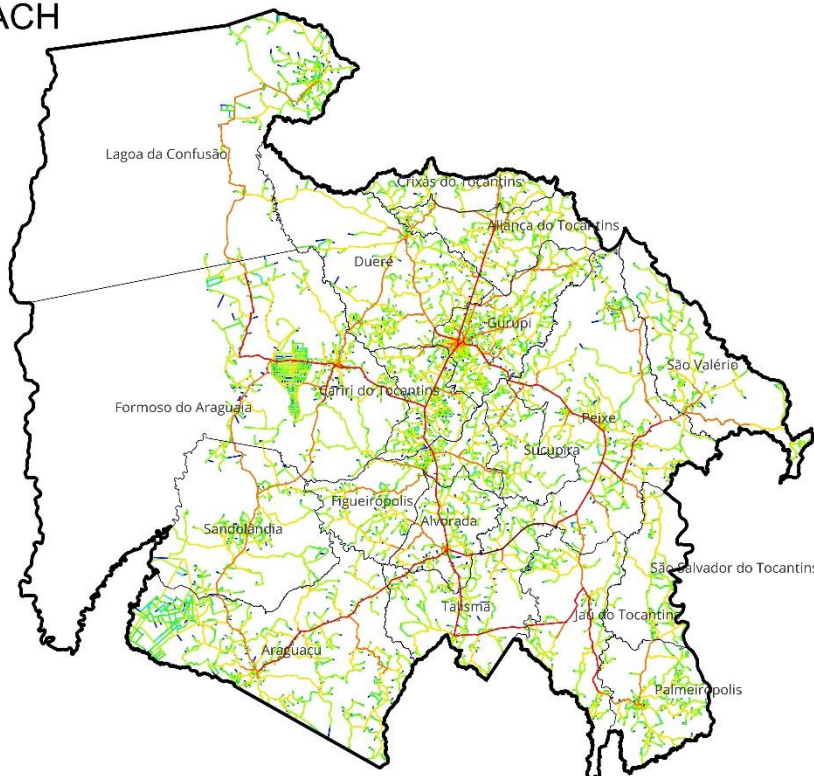 ACH
Lagoa da Confusão
Crixás do Tocantins
Aliança do Tocantins
Dueré
Gurupi
São Valério
Cariri do Tocantins
Formoso do Araguaia
Peixe
Sucupira
Figueirópolis
Alvorada
Sandolândia
São Salvador do Tocantins
Talismã
Jaú do Tocantins
Araguaçu
Palmeirópolis